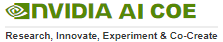 NVIDIA AI COE
Research, Innovate, Experiment & Co-Create